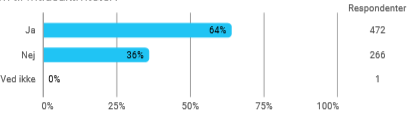 Respondenter
Ja 64% 472
Nej 36% 266
Ved ikke 0% 1
0% 25% 50% 75% 100%